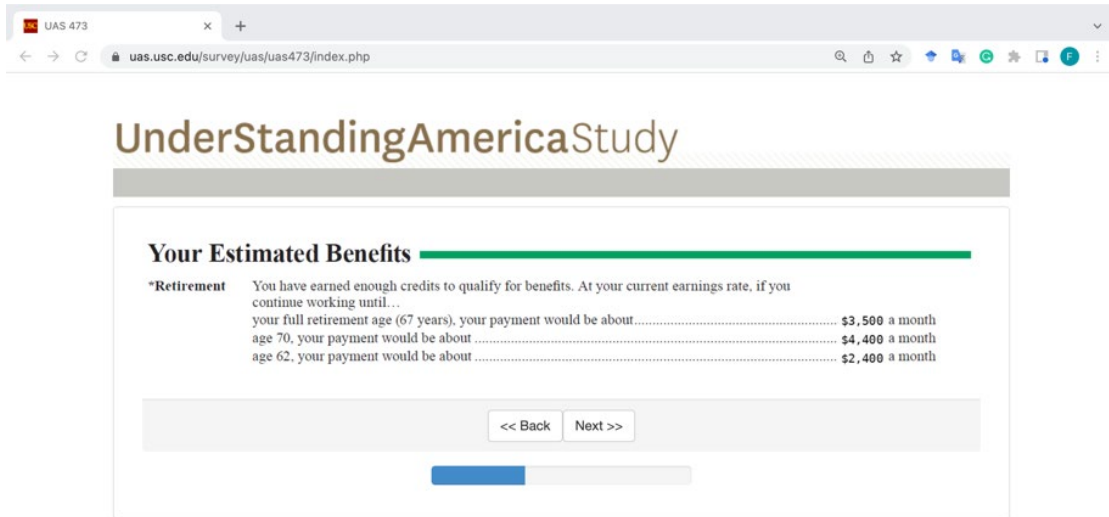 USC UAS 473
uas.usc.edu/survey/uas/uas473/index.php
F
UnderStandingAmericaStudy
Your Estimated Benefits
*Retirement You have earned enough credits to qualify for benefits. At your current earnings rate, if you
continue working until…
your full retirement age (67 years), your payment would be about.......................................................... $3,500 a month
age 70, your payment would be about .................................................................................................... $4,400 a month
age 62, your payment would be about .................................................................................................... $2,400 a month
<< Back Next >>